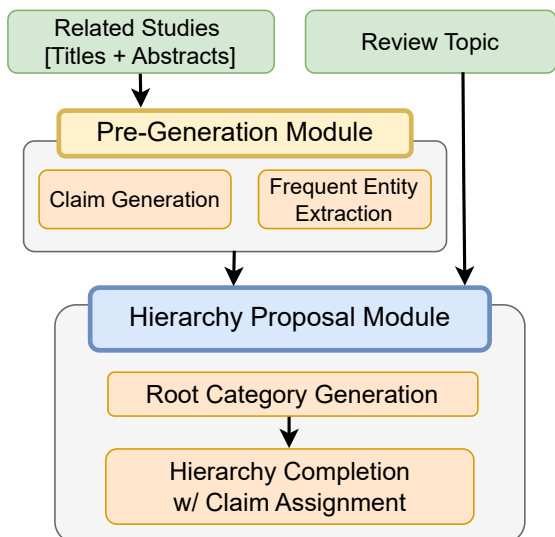 Related Studies
[Titles + Abstracts]
Review Topic
Pre-Generation Module
Claim Generation
Frequent Entity
Extraction
Hierarchy Proposal Module
Root Category Generation
Hierarchy Completion
w/ Claim Assignment